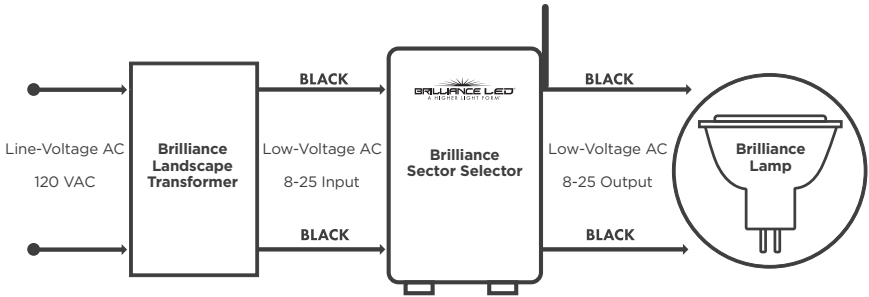 Line-Voltage AC
120 VAC
Brilliance
Landscape
Transformer
BLACK
Low-Voltage AC
8-25 Input
BLACK
BRILLIANCE LED
A HIGHER LIGHT FORM
Brilliance
Sector Selector
BLACK
Low-Voltage AC
8-25 Output
BLACK
Brilliance
Lamp